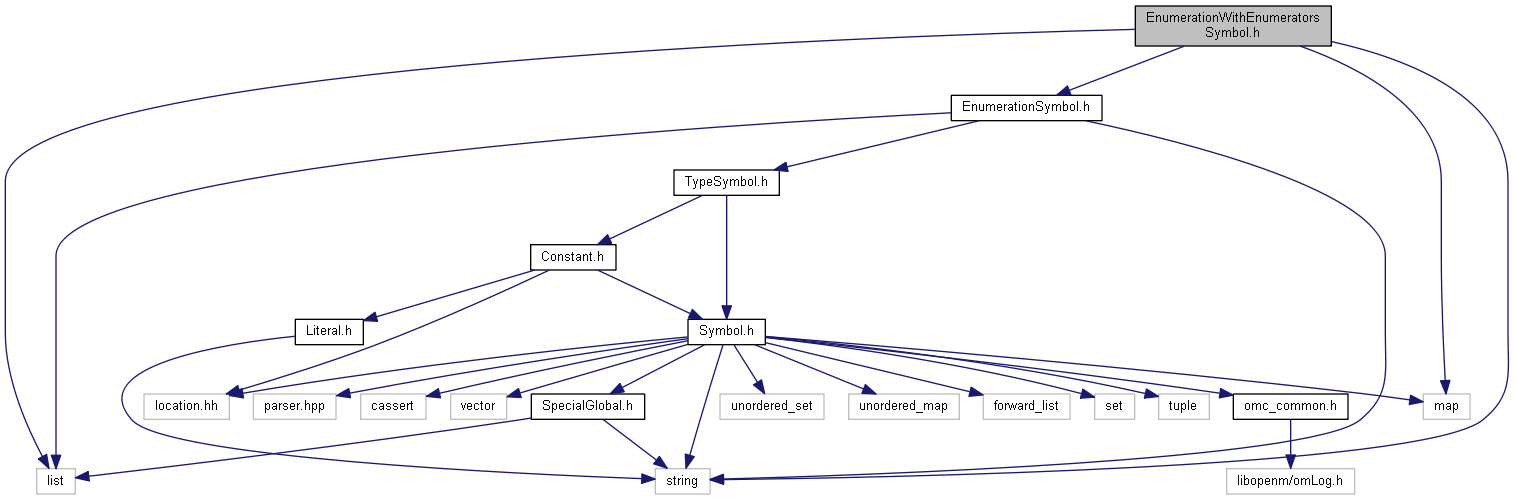 EnumerationWithEnumerators
Symbol.h
EnumerationSymbol.h
TypeSymbol.h
Constant.h
Literal.h
Symbol.h
location.hh
parser.hpp
cassert
vector
SpecialGlobal.h
unordered_set
unordered_map
forward_list
set
tuple
omc_common.h
map
list
string
libopenm/omLog.h